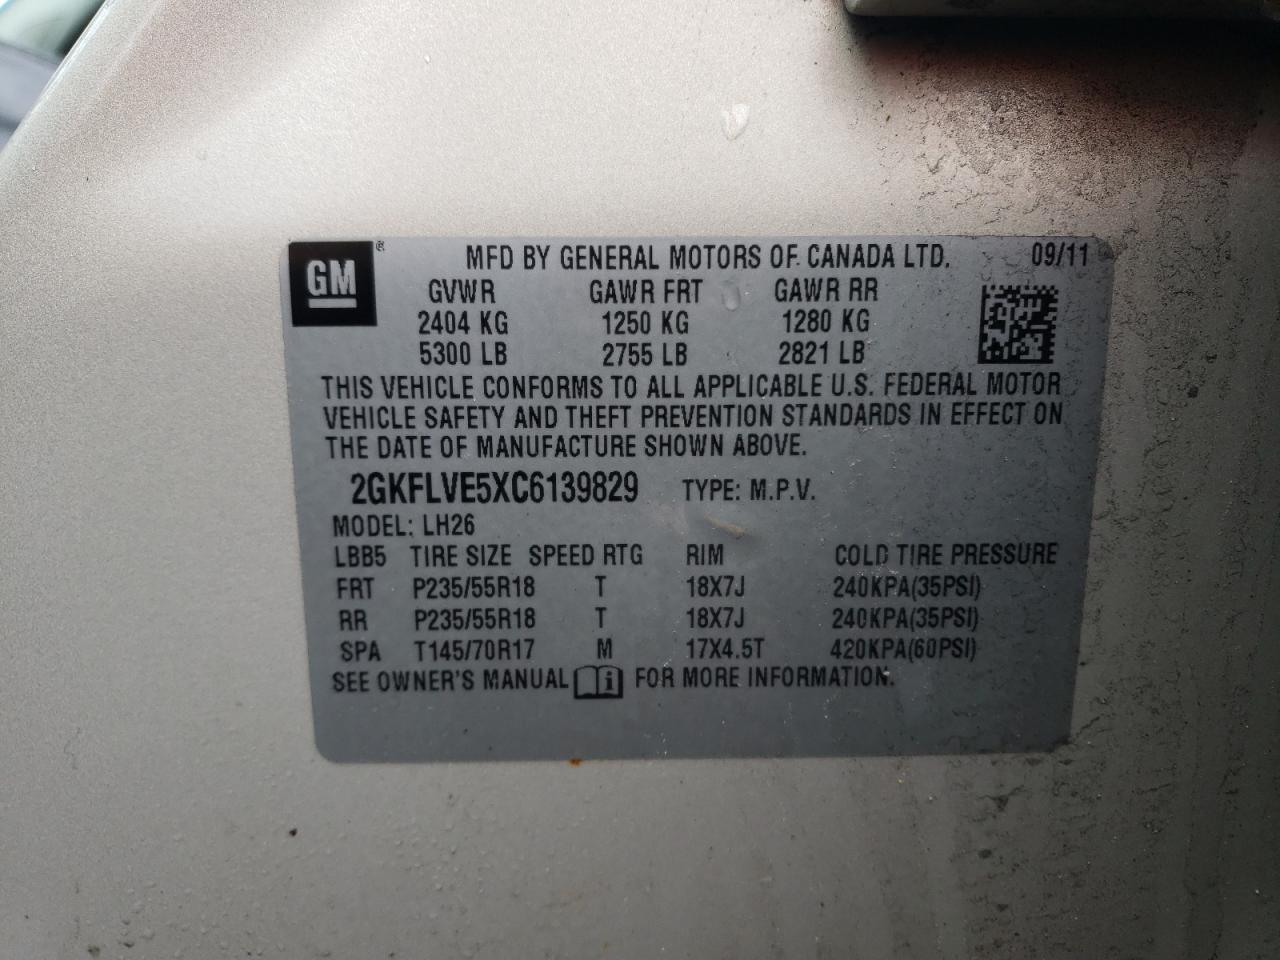 GM ® MFD BY GENERAL MOTORS OF CANADA LTD. 09/11
GVWR GAWR FRT GAWR RR
2404 KG 1250 KG 1280 KG
5300 LB 2755 LB 2821 LB
THIS VEHICLE CONFORMS TO ALL APPLICABLE U.S. FEDERAL MOTOR
VEHICLE SAFETY AND THEFT PREVENTION STANDARDS IN EFFECT ON
THE DATE OF MANUFACTURE SHOWN ABOVE.
2GKFLVE5XC6139829 TYPE: M.P.V.
MODEL: LH26
LBB5 TIRE SIZE SPEED RTG RIM COLD TIRE PRESSURE
FRT P235/55R18 T 18X7J 240KPA(35PSI)
RR P235/55R18 T 18X7J 240KPA(35PSI)
SPA T145/70R17 M 17X4.5T 420KPA(60PSI)
SEE OWNER'S MANUAL i FOR MORE INFORMATION.